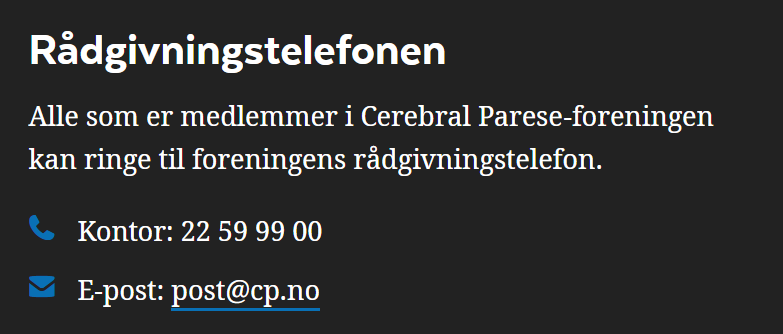 Rådgivningstelefonen
Alle som er medlemmer i Cerebral Parese-foreningen
kan ringe til foreningens rådgivningstelefon.
Kontor: 22 59 99 00
E-post: post@cp.no